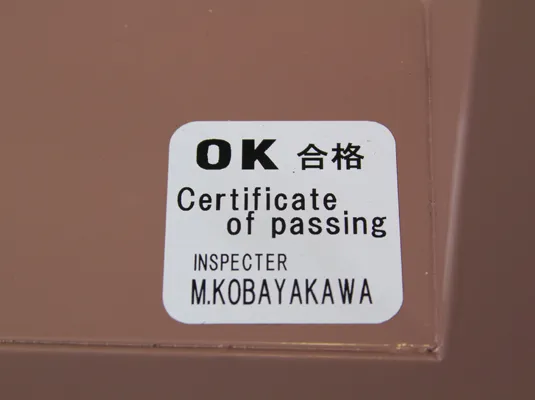 OK 合格
Certificate
of passing
INSPECTER
M.KOBAYAKAWA